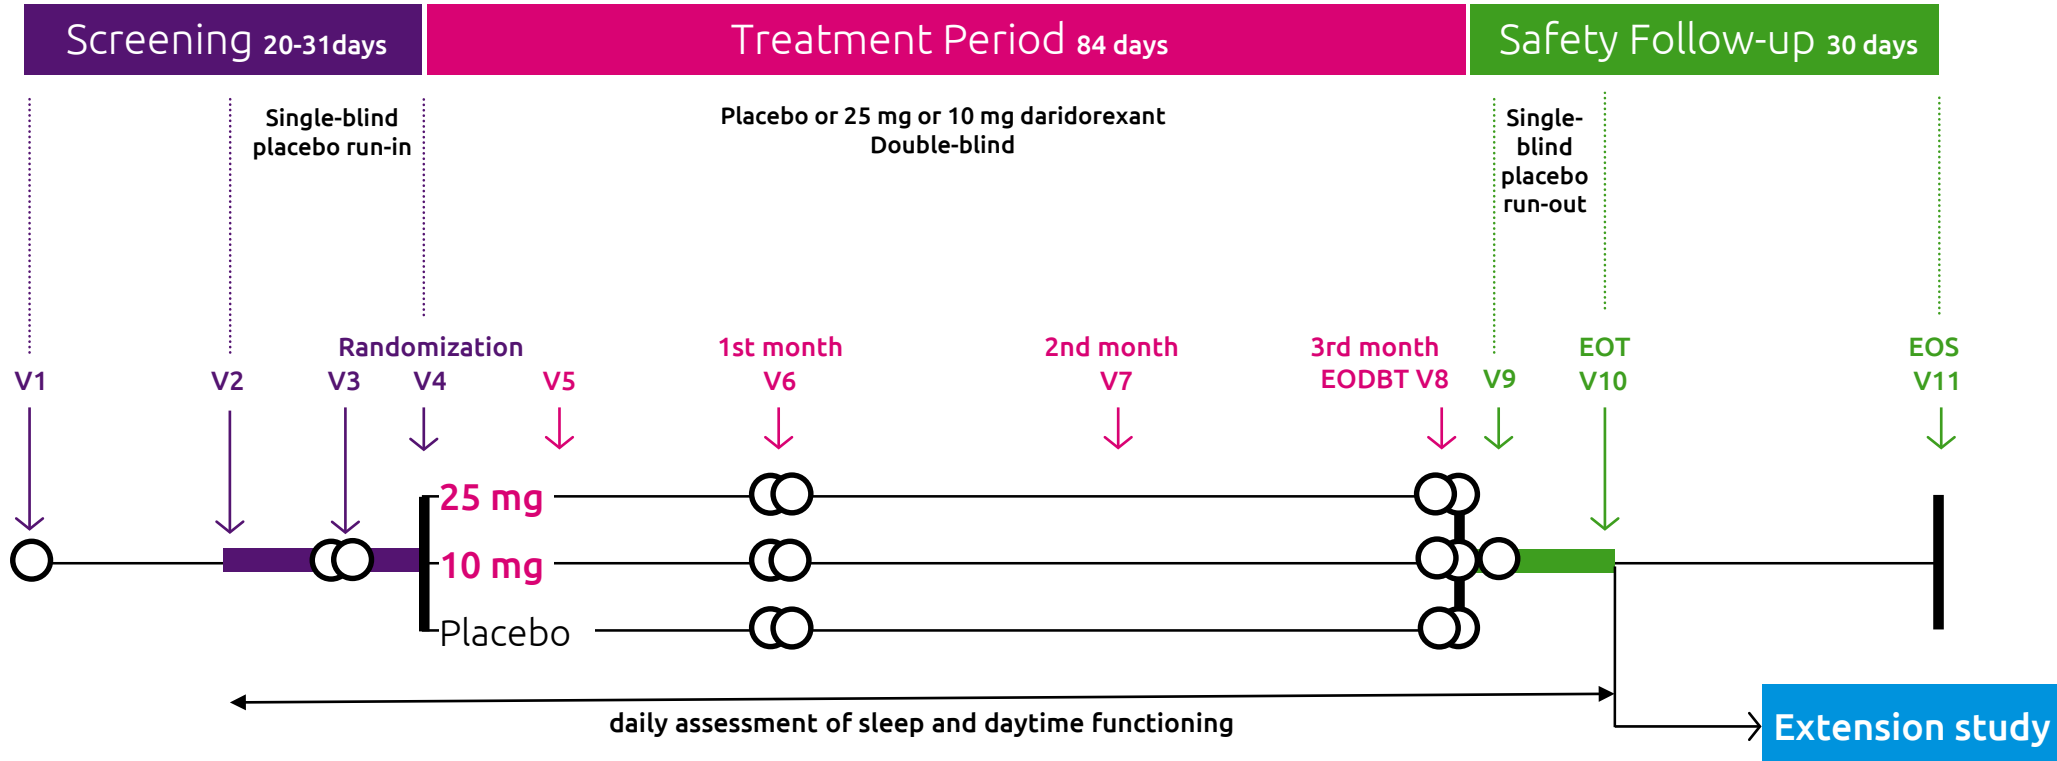 Screening 20-31days
Treatment Period 84 days
Safety Follow-up 30 days
Single-blind
placebo run-in
Placebo or 25 mg or 10 mg daridorexant
Double-blind
Single-
blind
placebo
run-out
Randomization
1st month
2nd month
3rd month
EOT
EOS
V1
V2
V3
V4
V5
V6
V7
EODBT V8
V9
V10
V11
25 mg
10 mg
Placebo
daily assessment of sleep and daytime functioning
Extension study